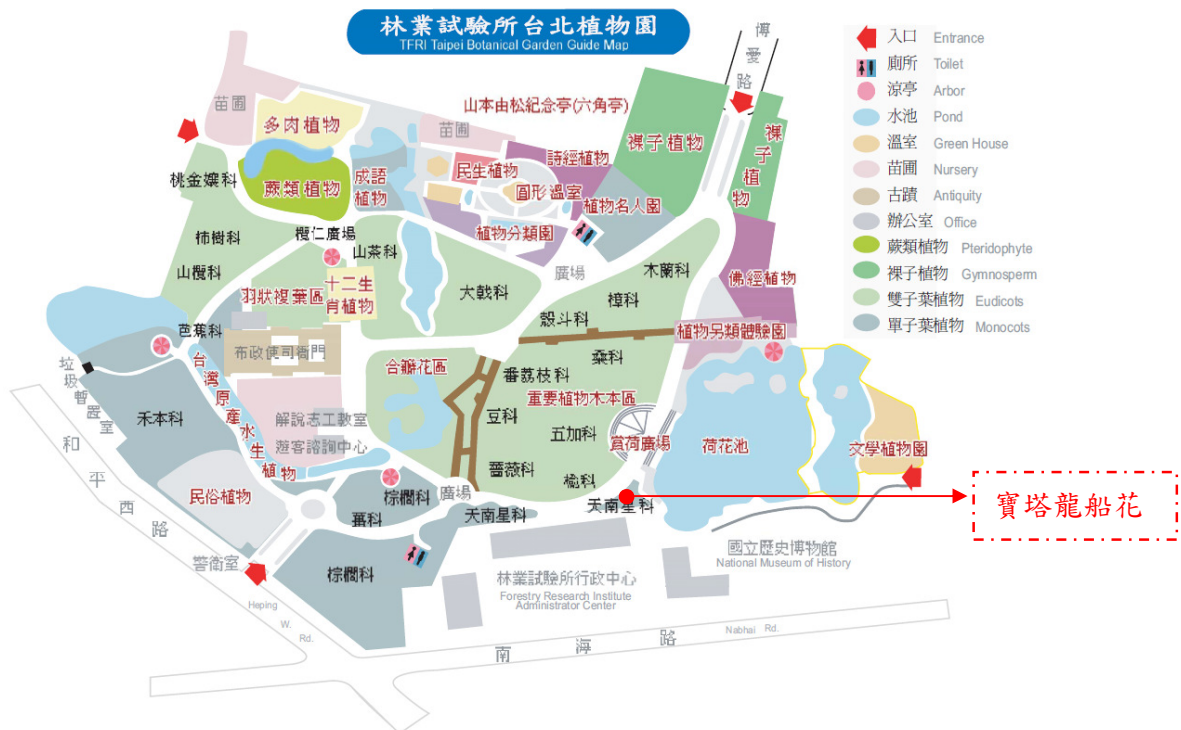 林業試驗所台北植物園
TFRI Taipei Botanical Garden Guide Map
博愛路
入口 Entrance
廁所 Toilet
涼亭 Arbor
水池 Pond
溫室 Green House
苗圃 Nursery
古蹟 Antiquity
辦公室 Office
蕨類植物 Pteridophyte
裸子植物 Gymnosperm
雙子葉植物 Eudicots
單子葉植物 Monocots
苗圃
多肉植物
山本由松紀念亭(六角亭)
苗圃
裸子植物
裸子植物
詩經植物
民生植物
成語
植物
蕨類植物
桃金孃科
圓形溫室
植物名人園
植物分類園
柿樹科
欖仁廣場
山茶科
山欖科
廣場
木蘭科
佛經植物
十二生
肖植物
羽狀複葉區
大戟科
樟科
殼斗科
芭蕉科
植物另類體驗園
布政使司衙門
合瓣花區
桑科
番荔枝科
垃圾暫置室
台灣原產水生植物
重要植物木本區
豆科
禾本科
解說志工教室
遊客諮詢中心
五加科
賞荷廣場
荷花池
文學植物園
和平西路
薔薇科
榆科
民俗植物
棕櫚科
廣場
天南星科
天南星科
寶塔龍船花
薑科
國立歷史博物館
National Museum of History
警衛室
棕櫚科
林業試驗所行政中心
Forestry Research Institute
Administrator Center
Heping
W.
Rd.
南海路
Nabhai Rd.